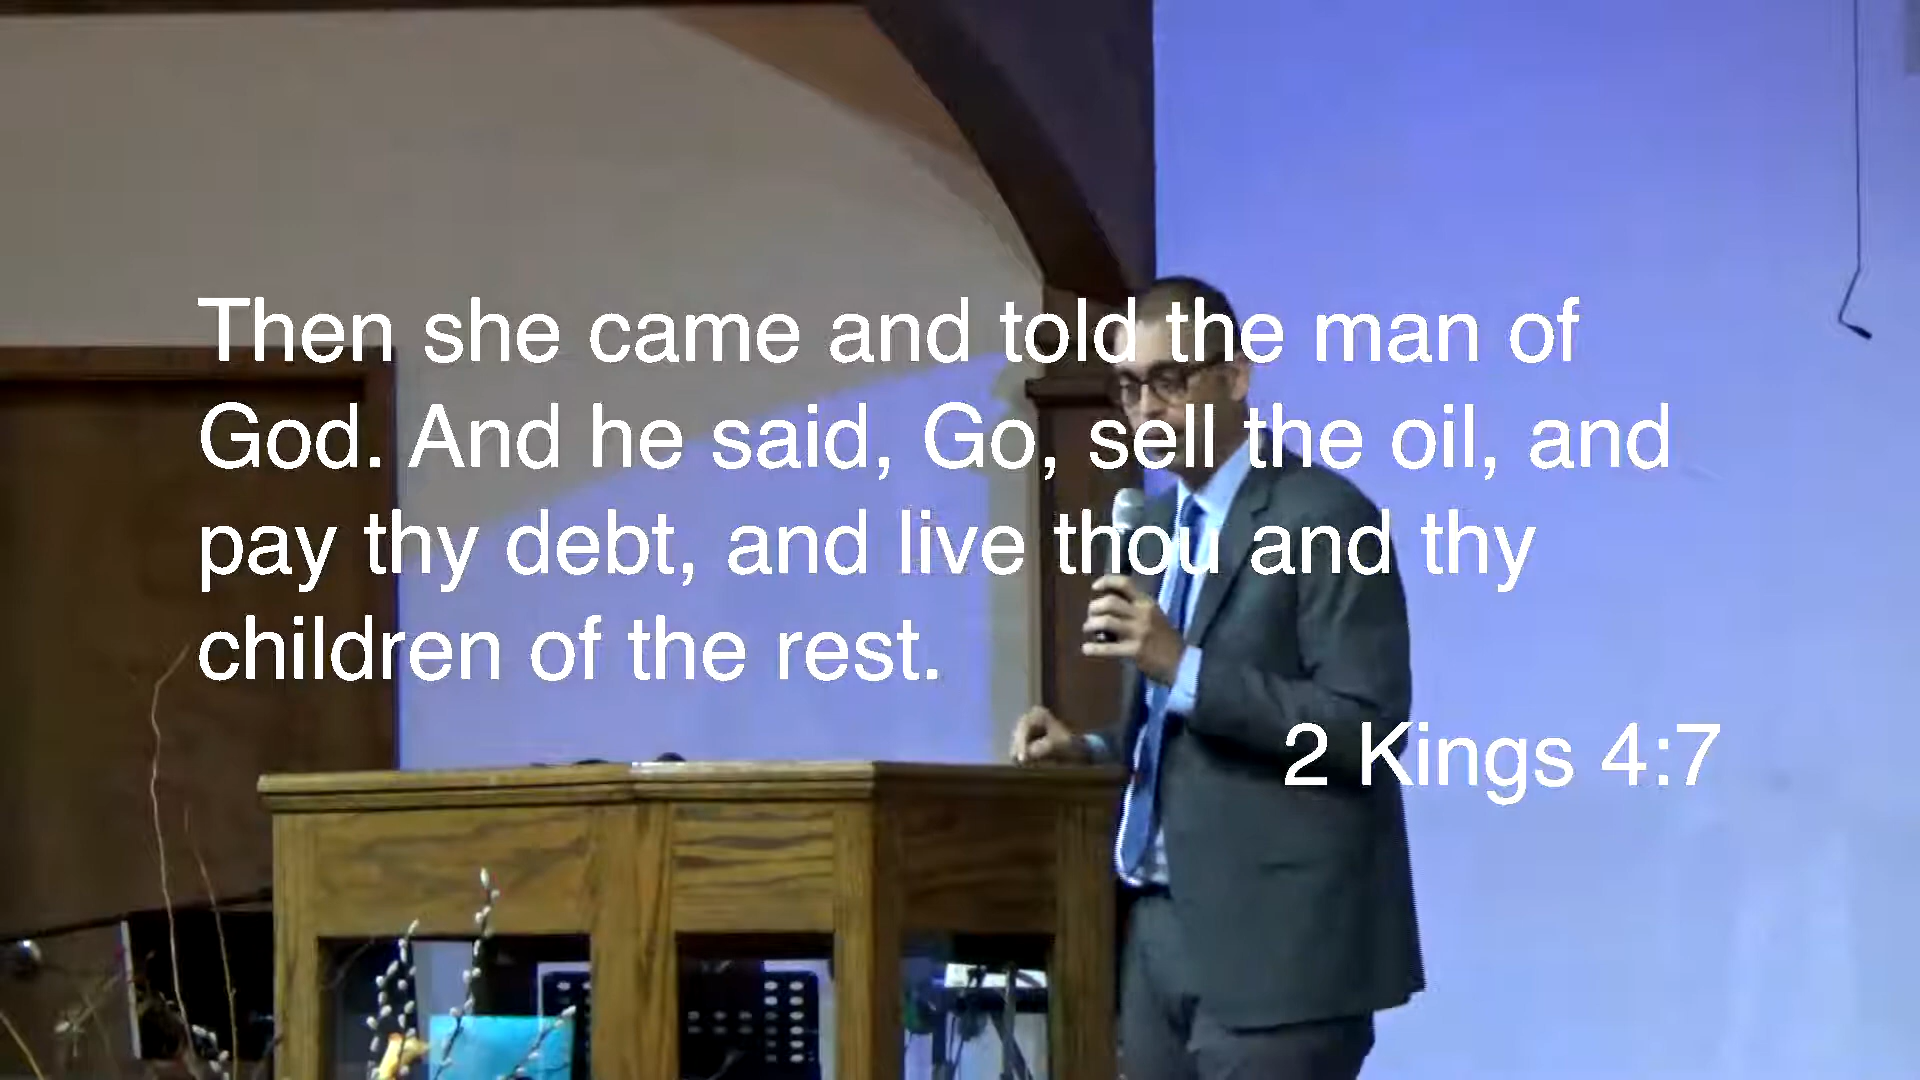 Then she came and told the man of
God. And he said, Go, sell the oil, and
pay thy debt, and live thou and thy
children of the rest.
2 Kings 4:7